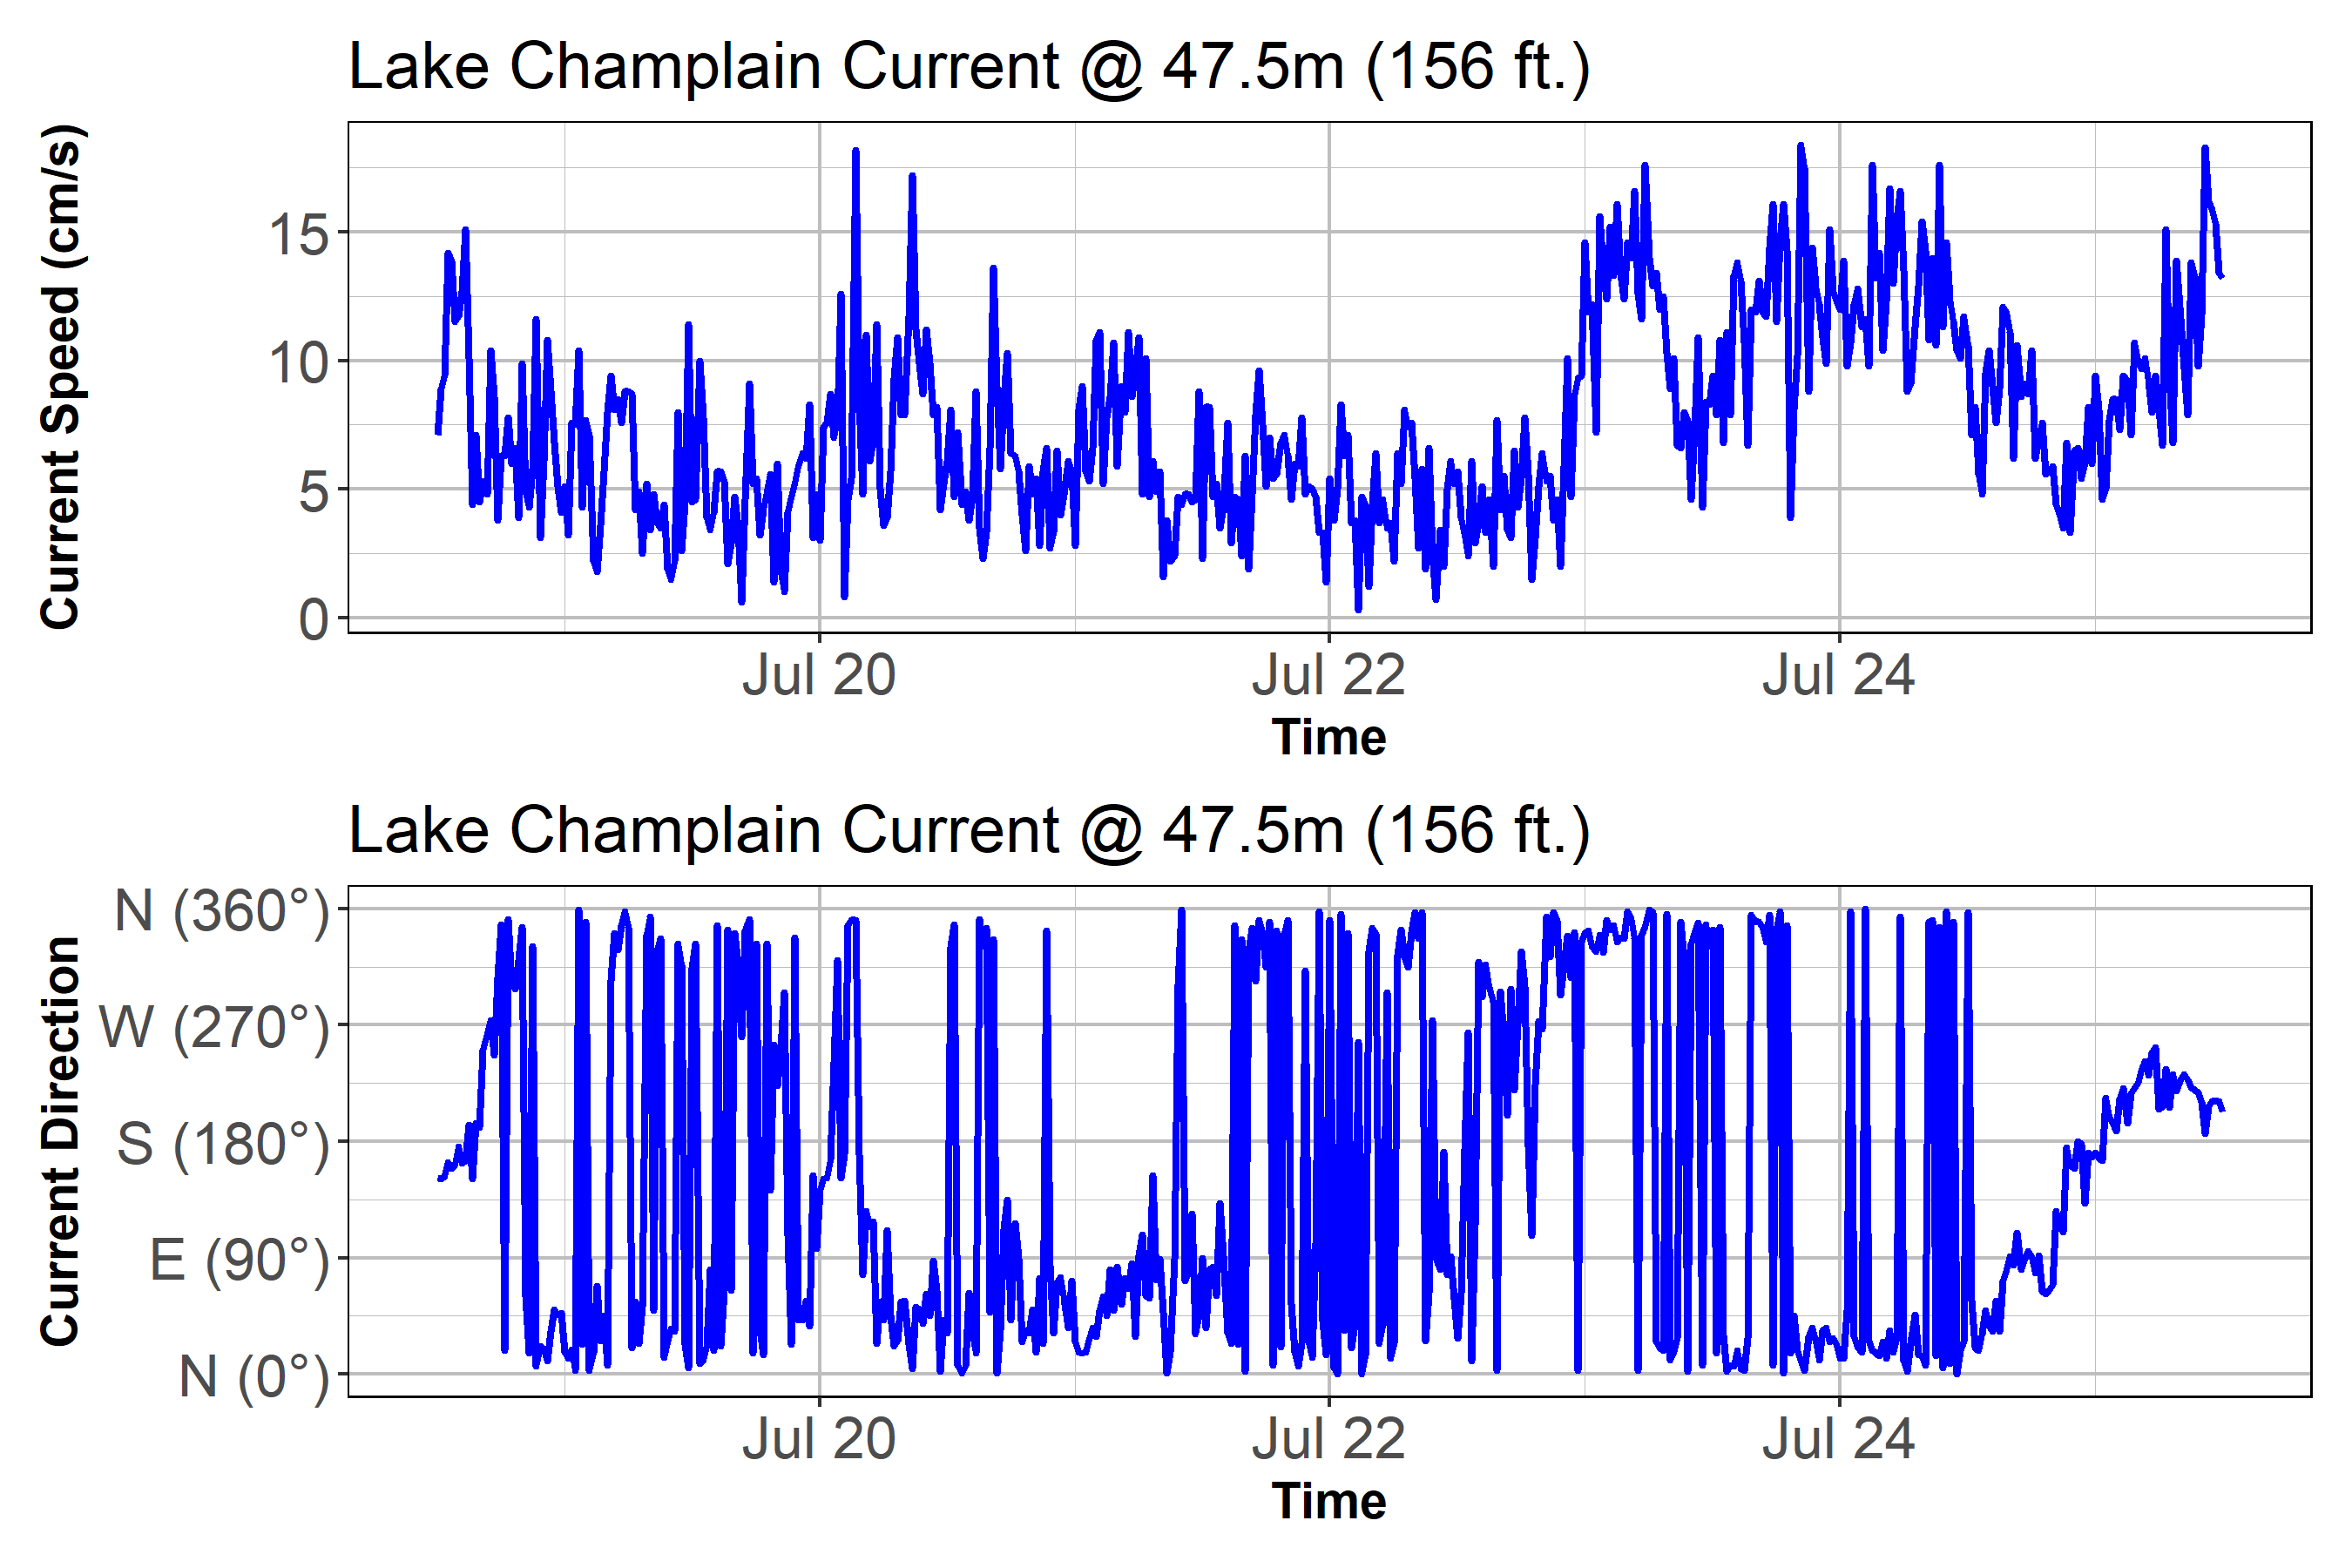 Lake Champlain Current @ 47.5m (156 ft.)
Current Speed (cm/s)
15
10
5
0
Jul 20 Jul 22 Jul 24
Time
Lake Champlain Current @ 47.5m (156 ft.)
Current Direction
N (360°)
W (270°)
S (180°)
E (90°)
N (0°)
Jul 20 Jul 22 Jul 24
Time